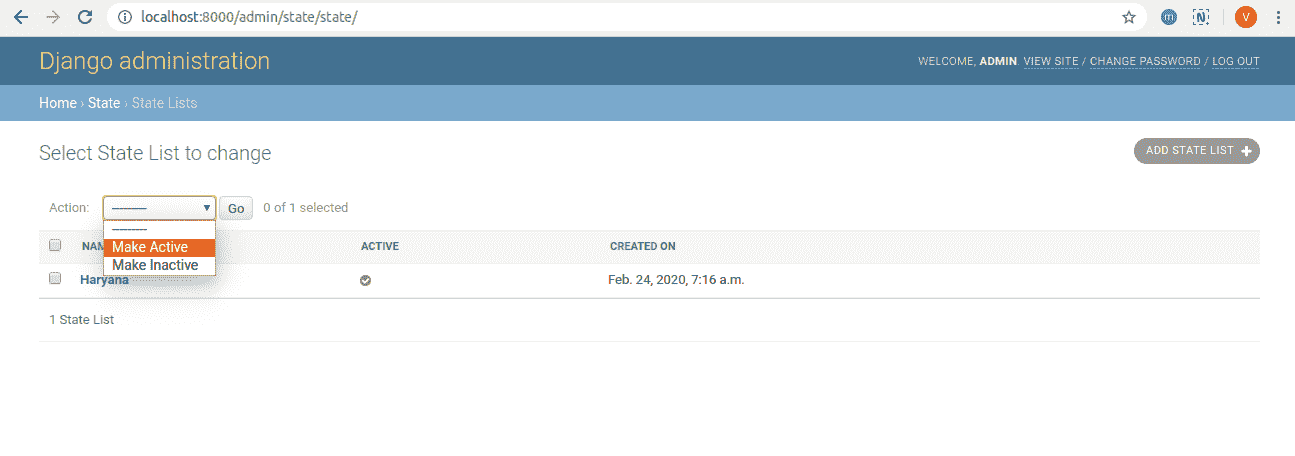 localhost:8000/admin/state/state/
V
Django administration
WELCOME, ADMIN. VIEW SITE / CHANGE PASSWORD / LOG OUT
Home › State › State Lists
Select State List to change
ADD STATE LIST +
Action: --------- Go 0 of 1 selected
---------
Make Active
Make Inactive
ACTIVE CREATED ON
Haryana Feb. 24, 2020, 7:16 a.m.
1 State List